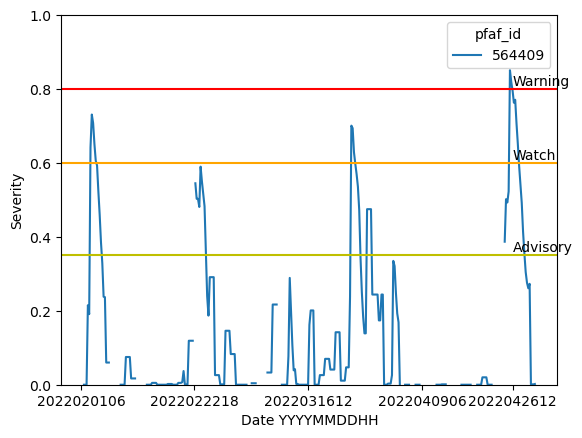 1.0
0.8
0.6
0.4
0.2
0.0
Severity
pfaf_id
564409
Warning
Watch
Advisory
2022020106
2022022218
2022031612
2022040906
2022042612
Date YYYYMMDDHH